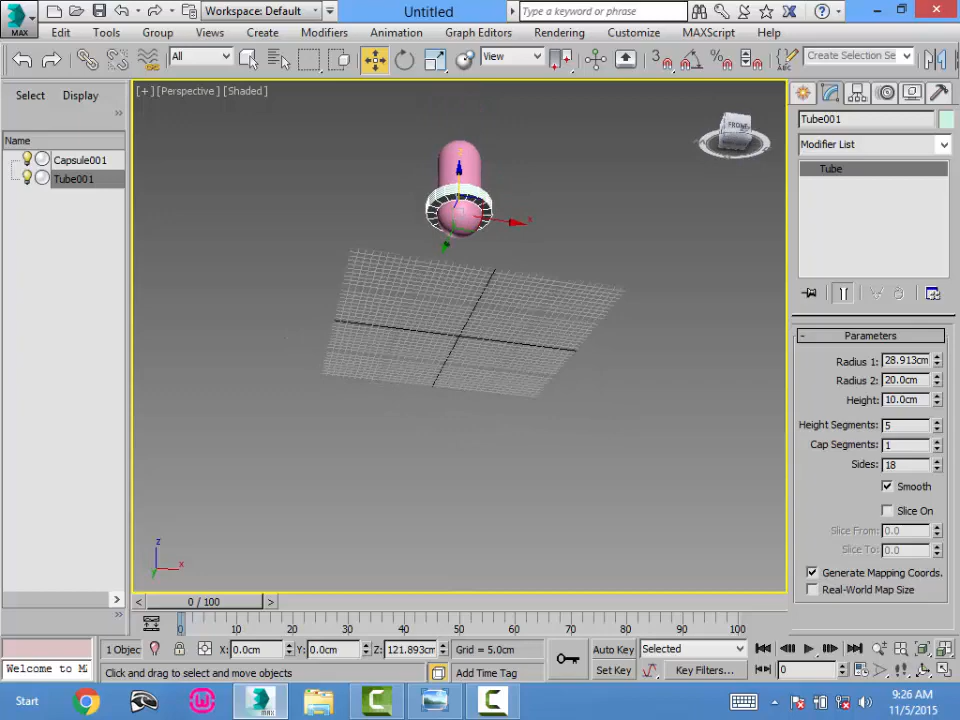 MAX
Workspace: Default
Untitled
Type a keyword or phrase
Edit Tools Group Views Create Modifiers Animation Graph Editors Rendering Customize MAXScript Help
All
View
3
Create Selection Se
Select Display
Name
Capsule001
Tube001
[+] [Perspective] [Shaded]
FRONT
x
z
x
y
Tube001
Modifier List
Tube
- Parameters
Radius 1: 28.913cm
Radius 2: 20.0cm
Height: 10.0cm
Height Segments: 5
Cap Segments: 1
Sides: 18
Smooth
Slice On
Slice From: 0.0
Slice To: 0.0
Generate Mapping Coords.
Real-World Map Size
0 / 100
0 10 20 30 40 50 60 70 80 90 100
1 Object X: 0.0cm Y: 0.0cm Z: 121.893cm Grid = 5.0cm Auto Key Selected
Welcome to M
Click and drag to select and move objects Add Time Tag Set Key Key Filters... 0
Start
MAX
9:26 AM
11/5/2015